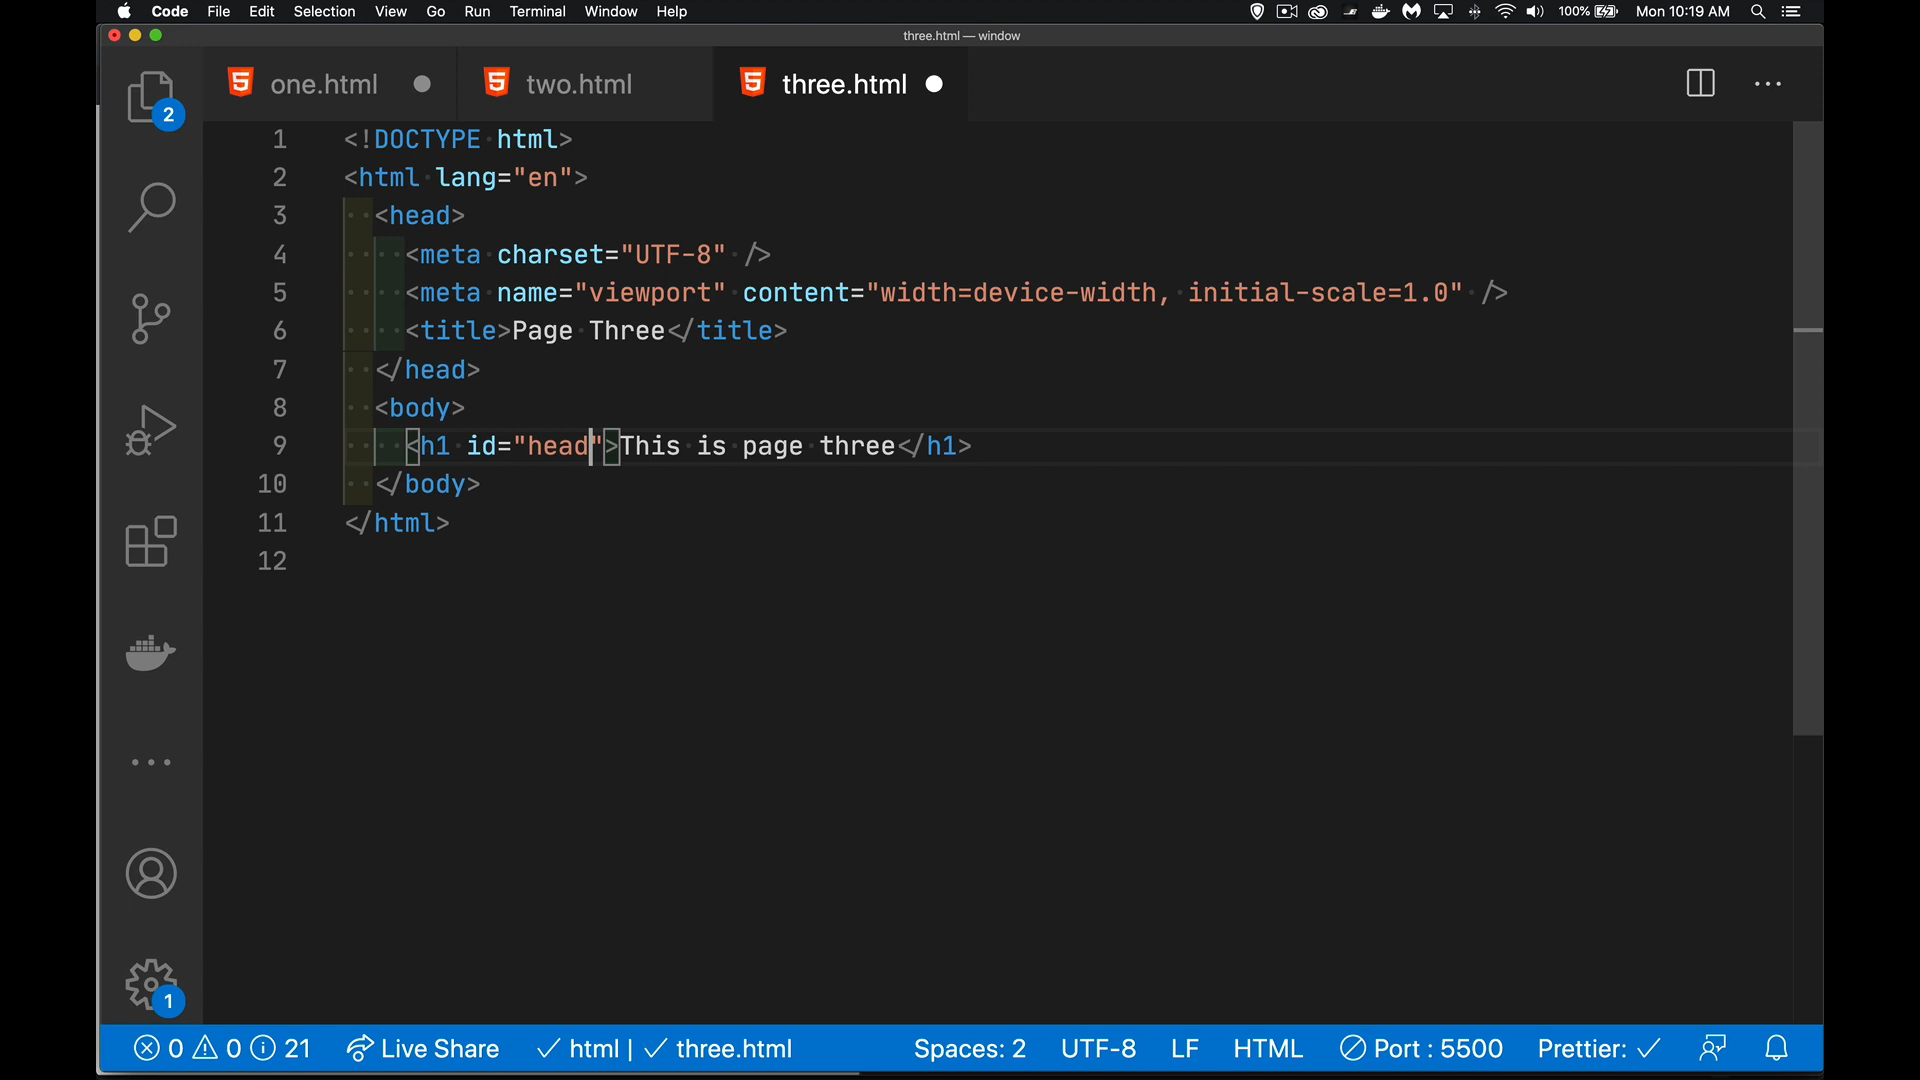 Code File Edit Selection View Go Run Terminal Window Help 100% Mon 10:19 AM
three.html — window
one.html two.html three.html
2
1 <!DOCTYPE html>
2 <html lang="en">
3 <head>
4 <meta charset="UTF-8" />
5 <meta name="viewport" content="width=device-width, initial-scale=1.0" />
6 <title>Page Three</title>
7 </head>
8 <body>
9 <h1 id="head">This is page three</h1>
10 </body>
11 </html>
12
1
0 0 21 Live Share html | three.html Spaces: 2 UTF-8 LF HTML Port : 5500 Prettier: